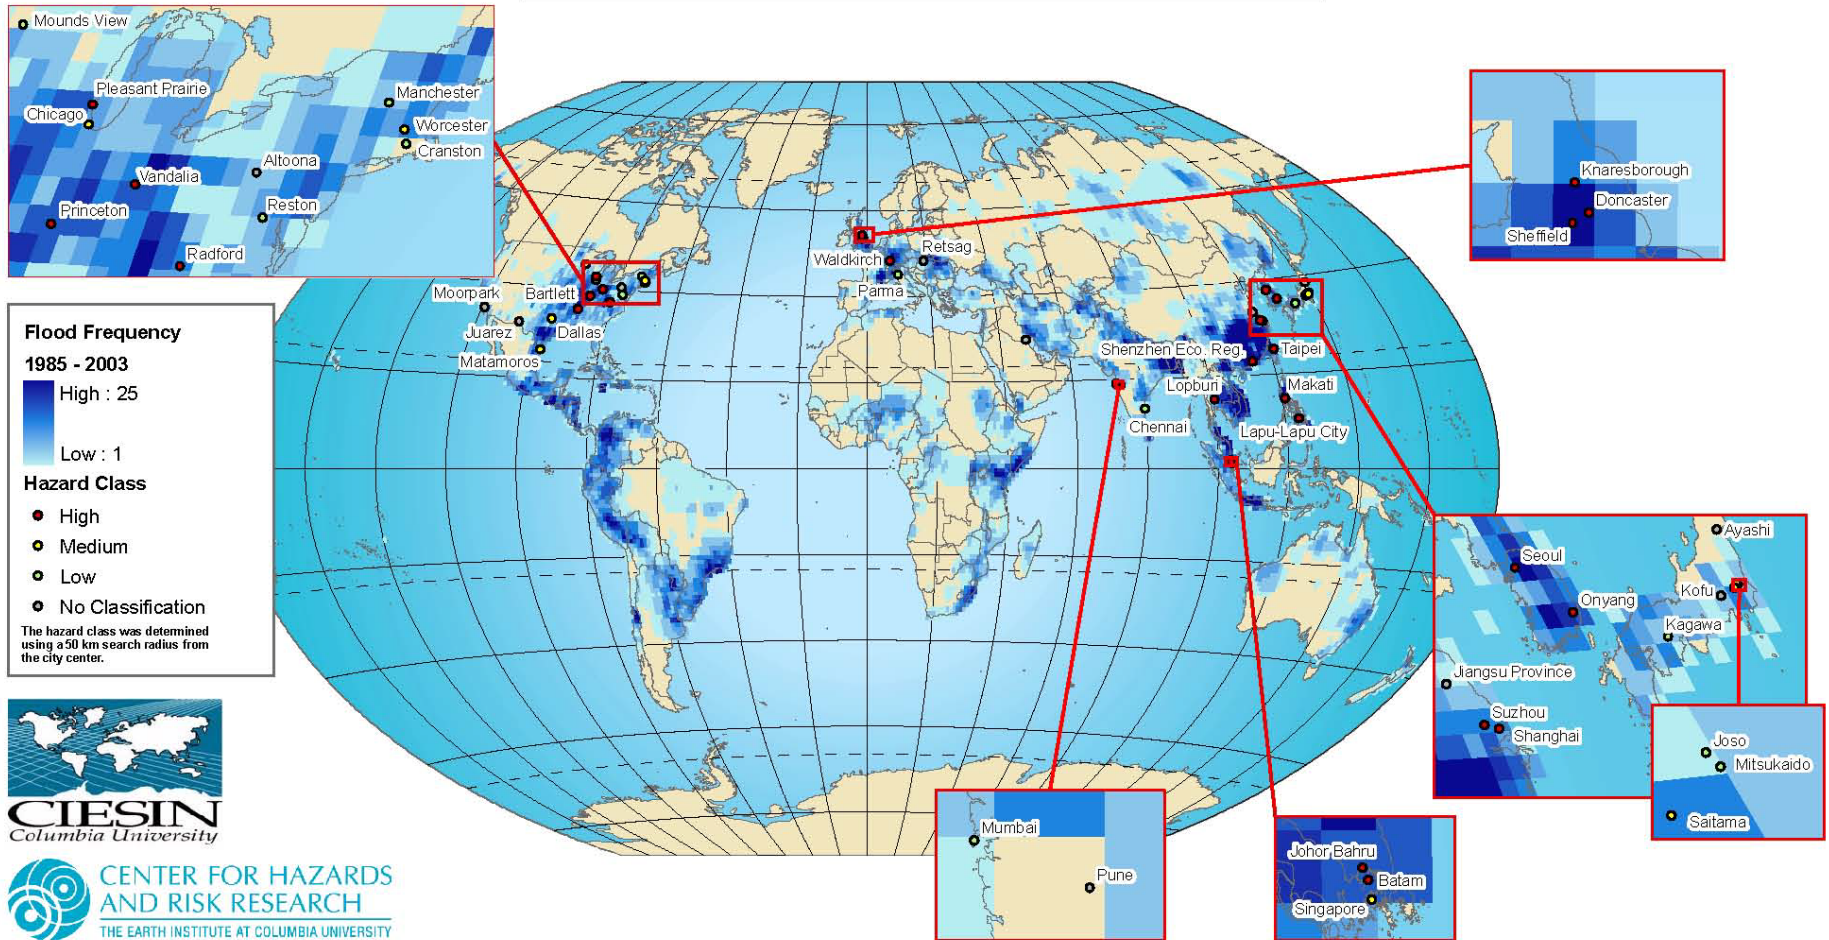 Mounds View
Pleasant Prairie
Chicago
Manchester
Worcester
Cranston
Altoona
Vandalia
Reston
Princeton
Radford
Knaresborough
Doncaster
Sheffield
Moorpark
Bartlett
Juarez
Dallas
Matamoros
Waldkirch
Retsag
Parma
Shenzhen Eco. Reg.
Taipei
Lopburi
Makati
Chennai
Lapu-Lapu City
Flood Frequency
1985 - 2003
High : 25
Low : 1
Hazard Class
High
Medium
Low
No Classification
The hazard class was determined
using a 50 km search radius from
the city center.
Ayashi
Seoul
Kofu
Onyang
Kagawa
Jiangsu Province
Suzhou
Shanghai
Joso
Mitsukaido
Saitama
Mumbai
Pune
Johor Bahru
Batam
Singapore
CIESIN
Columbia University
CENTER FOR HAZARDS
AND RISK RESEARCH
THE EARTH INSTITUTE AT COLUMBIA UNIVERSITY